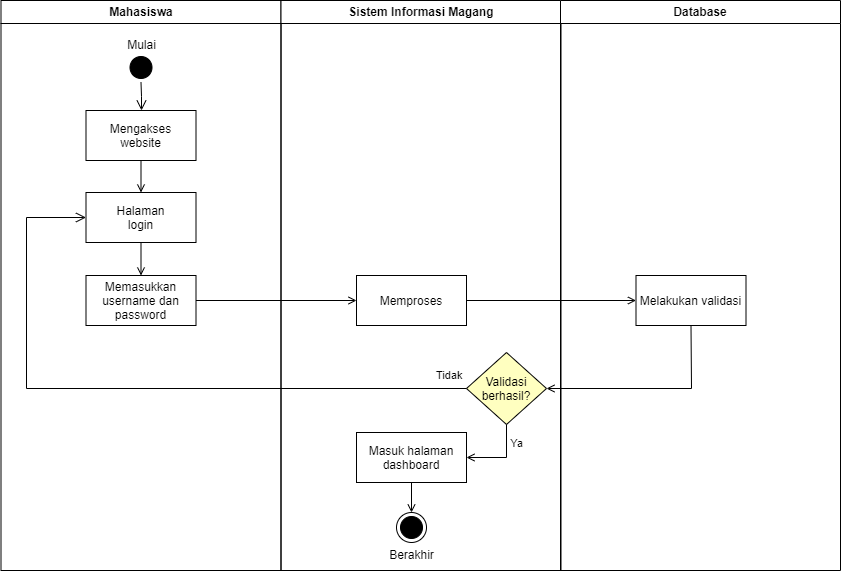 Mahasiswa
Sistem Informasi Magang
Database
Mulai
Mengakses
website
Halaman
login
Memasukkan
username dan
password
Memproses
Melakukan validasi
Tidak
Validasi
berhasil?
Ya
Masuk halaman
dashboard
Berakhir